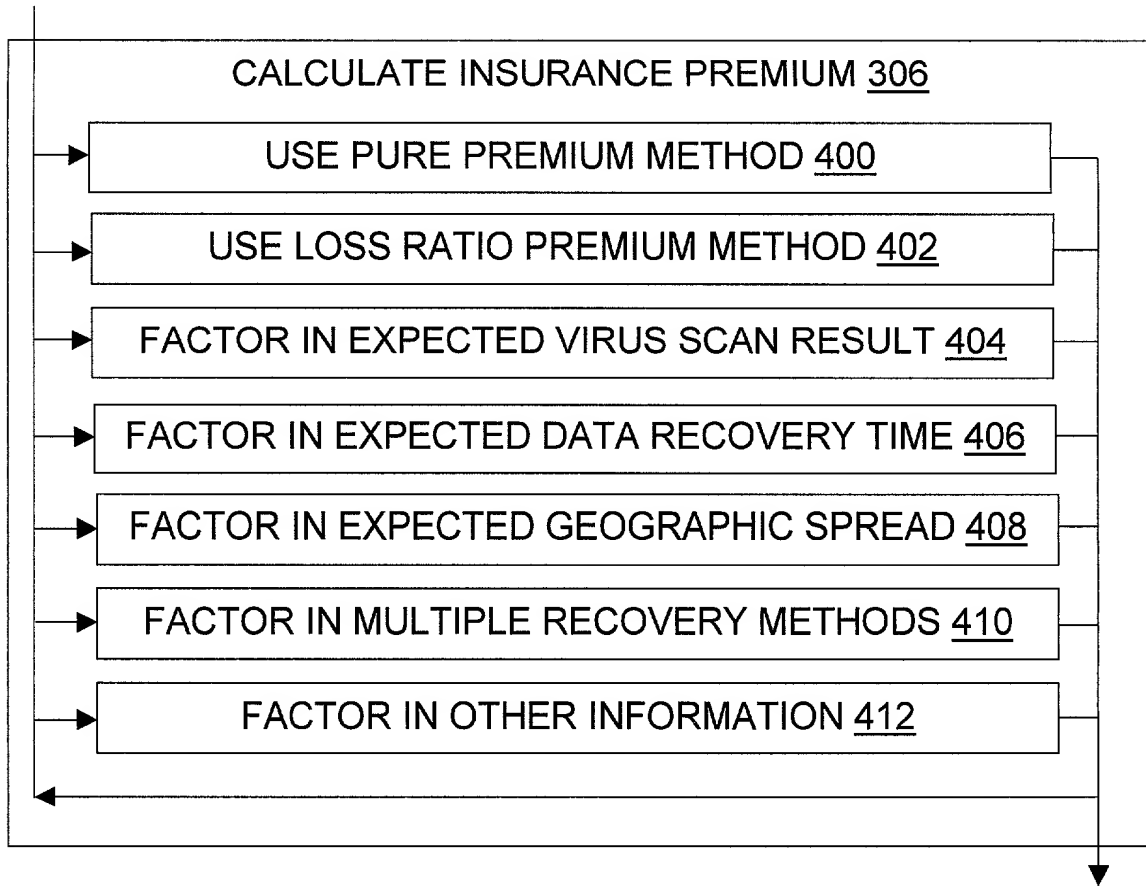 CALCULATE INSURANCE PREMIUM 306
USE PURE PREMIUM METHOD 400
USE LOSS RATIO PREMIUM METHOD 402
FACTOR IN EXPECTED VIRUS SCAN RESULT 404
FACTOR IN EXPECTED DATA RECOVERY TIME 406
FACTOR IN EXPECTED GEOGRAPHIC SPREAD 408
FACTOR IN MULTIPLE RECOVERY METHODS 410
FACTOR IN OTHER INFORMATION 412